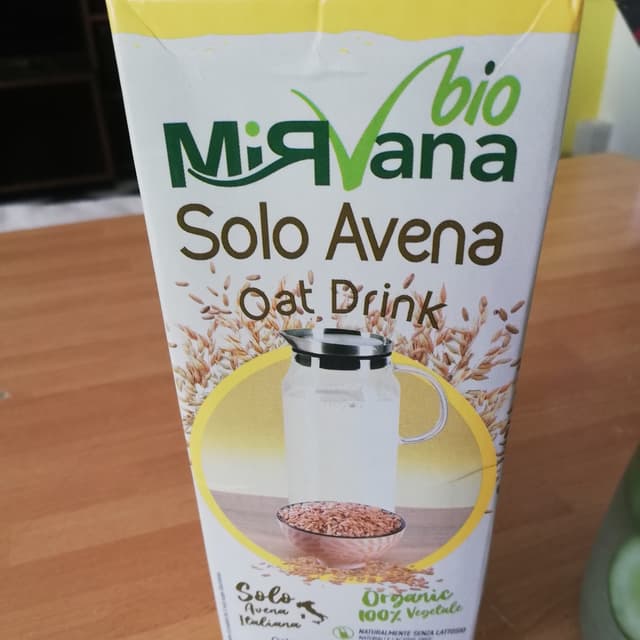 bio
MiRVana
Solo Avena
Oat Drink
Solo
Avena
Italiana
Organic
100% Vegetale
NATURALMENTE SENZA LATTOSIO